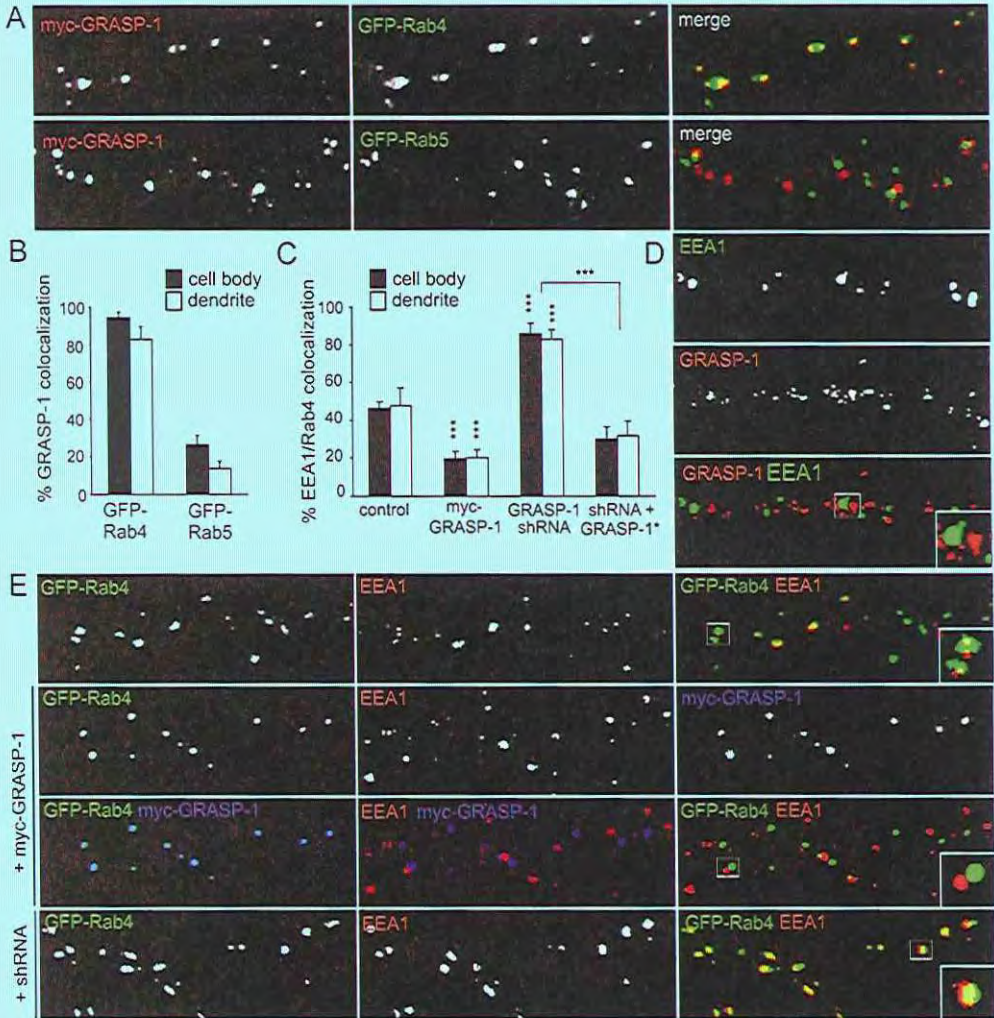 A
myc-GRASP-1 GFP-Rab4 merge
myc-GRASP-1 GFP-Rab5 merge
B
cell body
dendrite
% GRASP-1 colocalization
100
80
60
40
20
0
GFP-Rab4
GFP-Rab5
C
cell body
dendrite
% EEA1/Rab4 colocalization
100
80
60
40
20
0
***
***
***
***
***
control
myc-GRASP-1
GRASP-1 shRNA
shRNA + GRASP-1*
D
EEA1
GRASP-1
GRASP-1 EEA1
E
GFP-Rab4 EEA1 GFP-Rab4 EEA1
+ myc-GRASP-1
GFP-Rab4 EEA1 myc-GRASP-1
GFP-Rab4 myc-GRASP-1 EEA1 myc-GRASP-1 GFP-Rab4 EEA1
+ shRNA
GFP-Rab4 EEA1 GFP-Rab4 EEA1